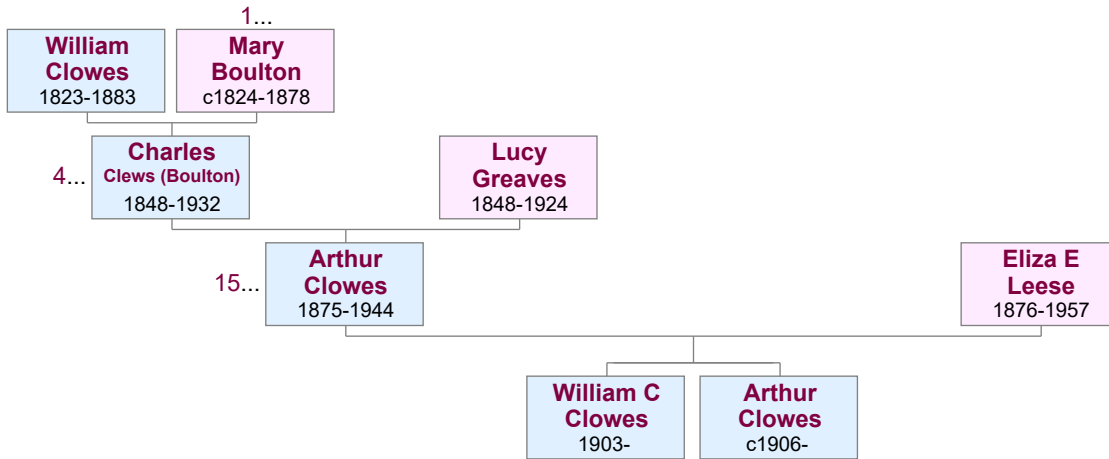 1...
William
Clowes
1823-1883
Mary
Boulton
c1824-1878
4...
Charles
Clews (Boulton)
1848-1932
Lucy
Greaves
1848-1924
15...
Arthur
Clowes
1875-1944
Eliza E
Leese
1876-1957
William C
Clowes
1903-
Arthur
Clowes
c1906-